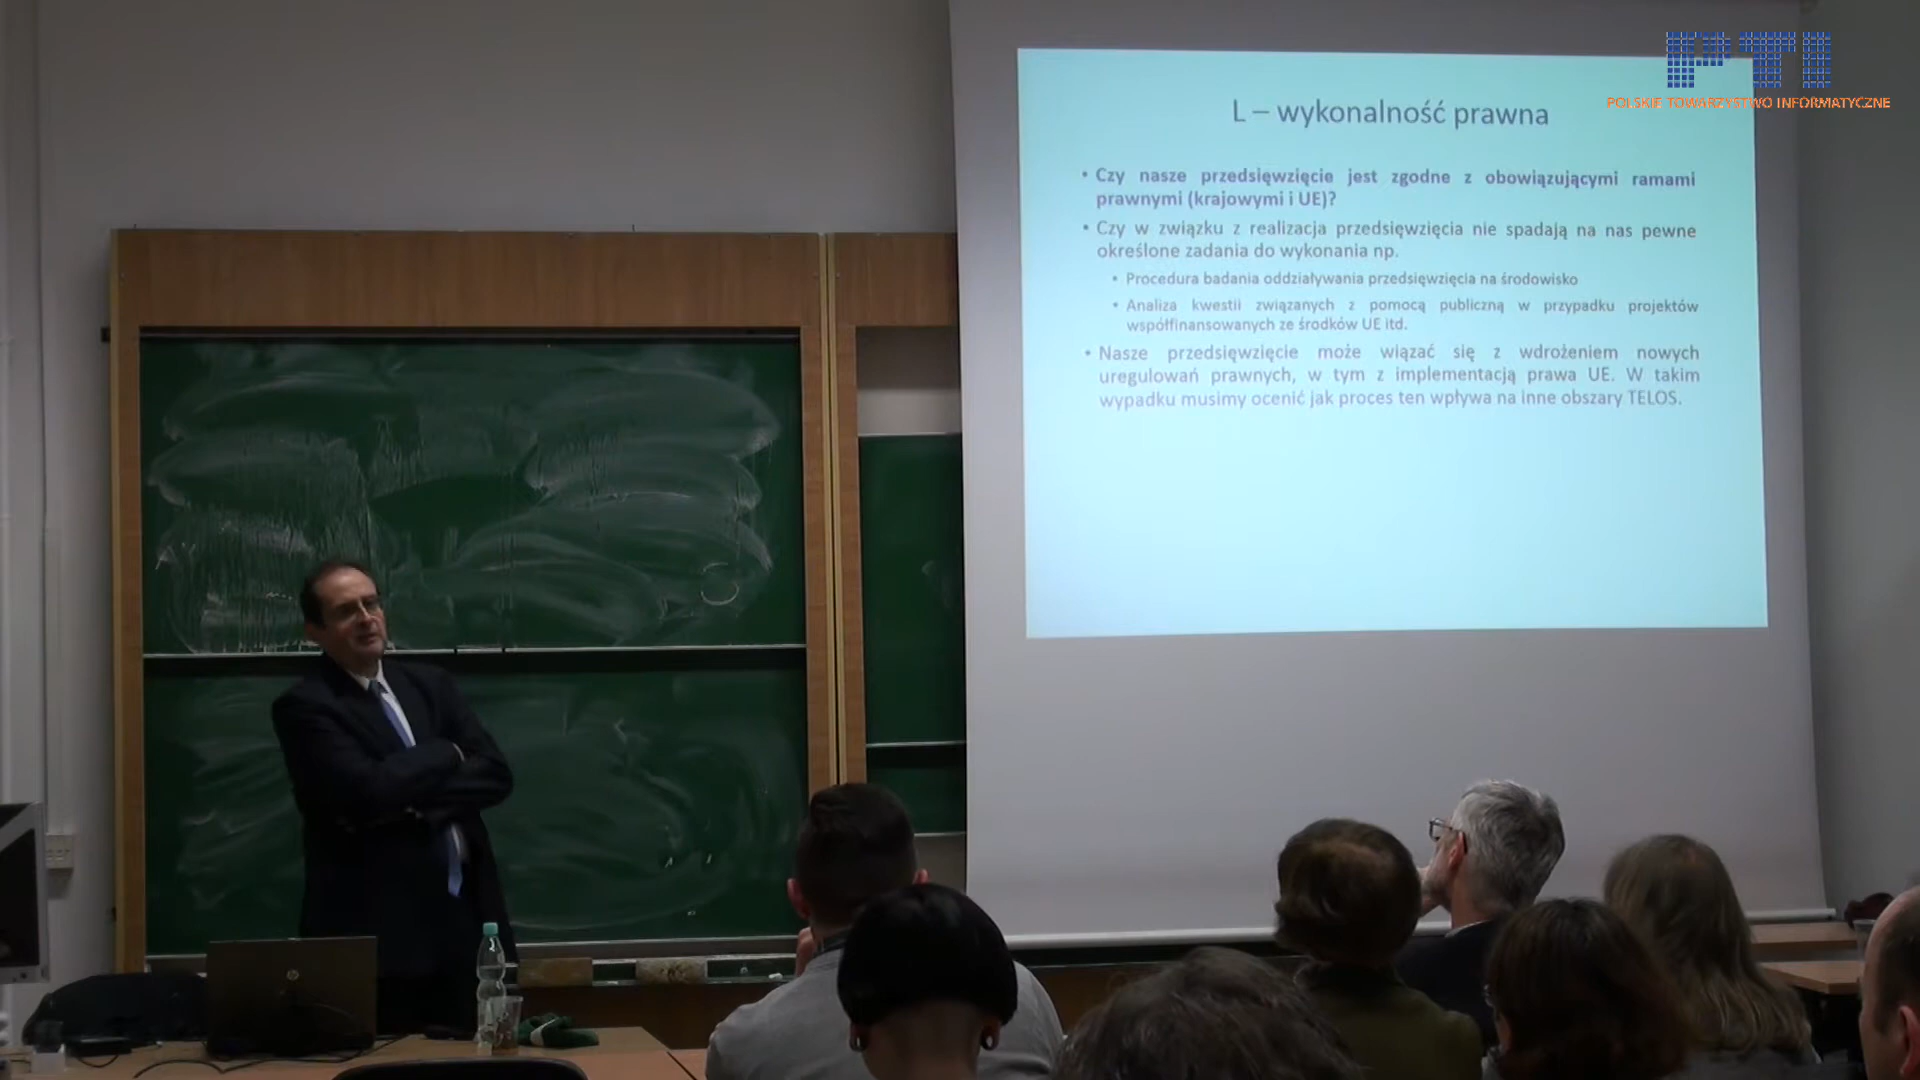 PTI
POLSKIE TOWARZYSTWO INFORMATYCZNE
L – wykonalność prawna
• Czy nasze przedsięwzięcie jest zgodne z obowiązującymi ramami
prawnymi (krajowymi i UE)?
• Czy w związku z realizacja przedsięwzięcia nie spadają na nas pewne
określone zadania do wykonania np.
• Procedura badania oddziaływania przedsięwzięcia na środowisko
• Analiza kwestii związanych z pomocą publiczną w przypadku projektów
współfinansowanych ze środków UE itd.
• Nasze przedsięwzięcie może wiązać się z wdrożeniem nowych
uregulowań prawnych, w tym z implementacją prawa UE. W takim
wypadku musimy ocenić jak proces ten wpływa na inne obszary TELOS.
hp